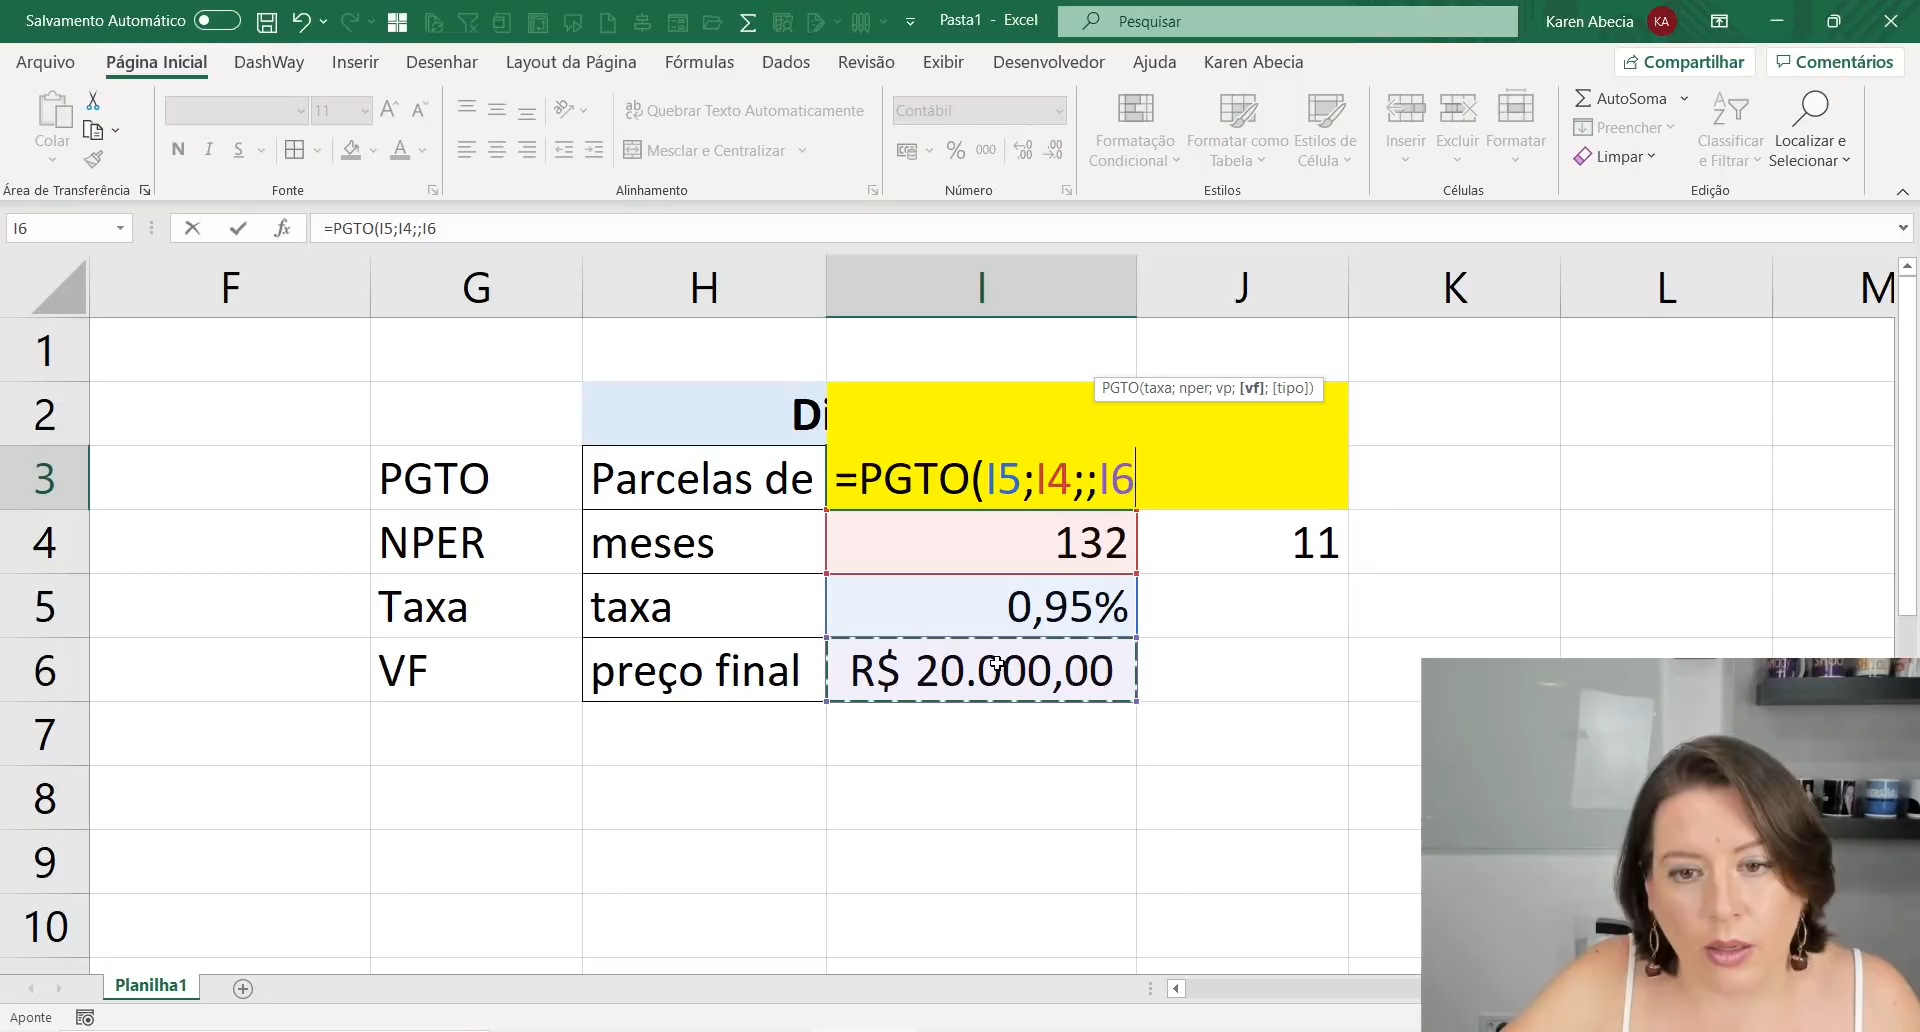 Salvamento Automático
Pasta1 - Excel
Pesquisar
Karen Abecia
KA
Arquivo
Página Inicial
DashWay
Inserir
Desenhar
Layout da Página
Fórmulas
Dados
Revisão
Exibir
Desenvolvedor
Ajuda
Karen Abecia
Compartilhar
Comentários
Colar
Área de Transferência
11
N I S
Fonte
Quebrar Texto Automaticamente
Mesclar e Centralizar
Alinhamento
Contábil
% 000
Número
Formatação Condicional
Formatar como Tabela
Estilos de Célula
Estilos
Inserir
Excluir
Formatar
Células
AutoSoma
Preencher
Limpar
Classificar e Filtrar
Localizar e Selecionar
Edição
I6
fx
=PGTO(I5;I4;;I6
F G H I J K L M
1
PGTO(taxa; nper; vp; [vf]; [tipo])
2 Di
3 PGTO Parcelas de =PGTO(I5;I4;;I6
4 NPER meses 132 11
5 Taxa taxa 0,95%
6 VF preço final R$ 20.000,00
7
8
9
10
Planilha1
Aponte